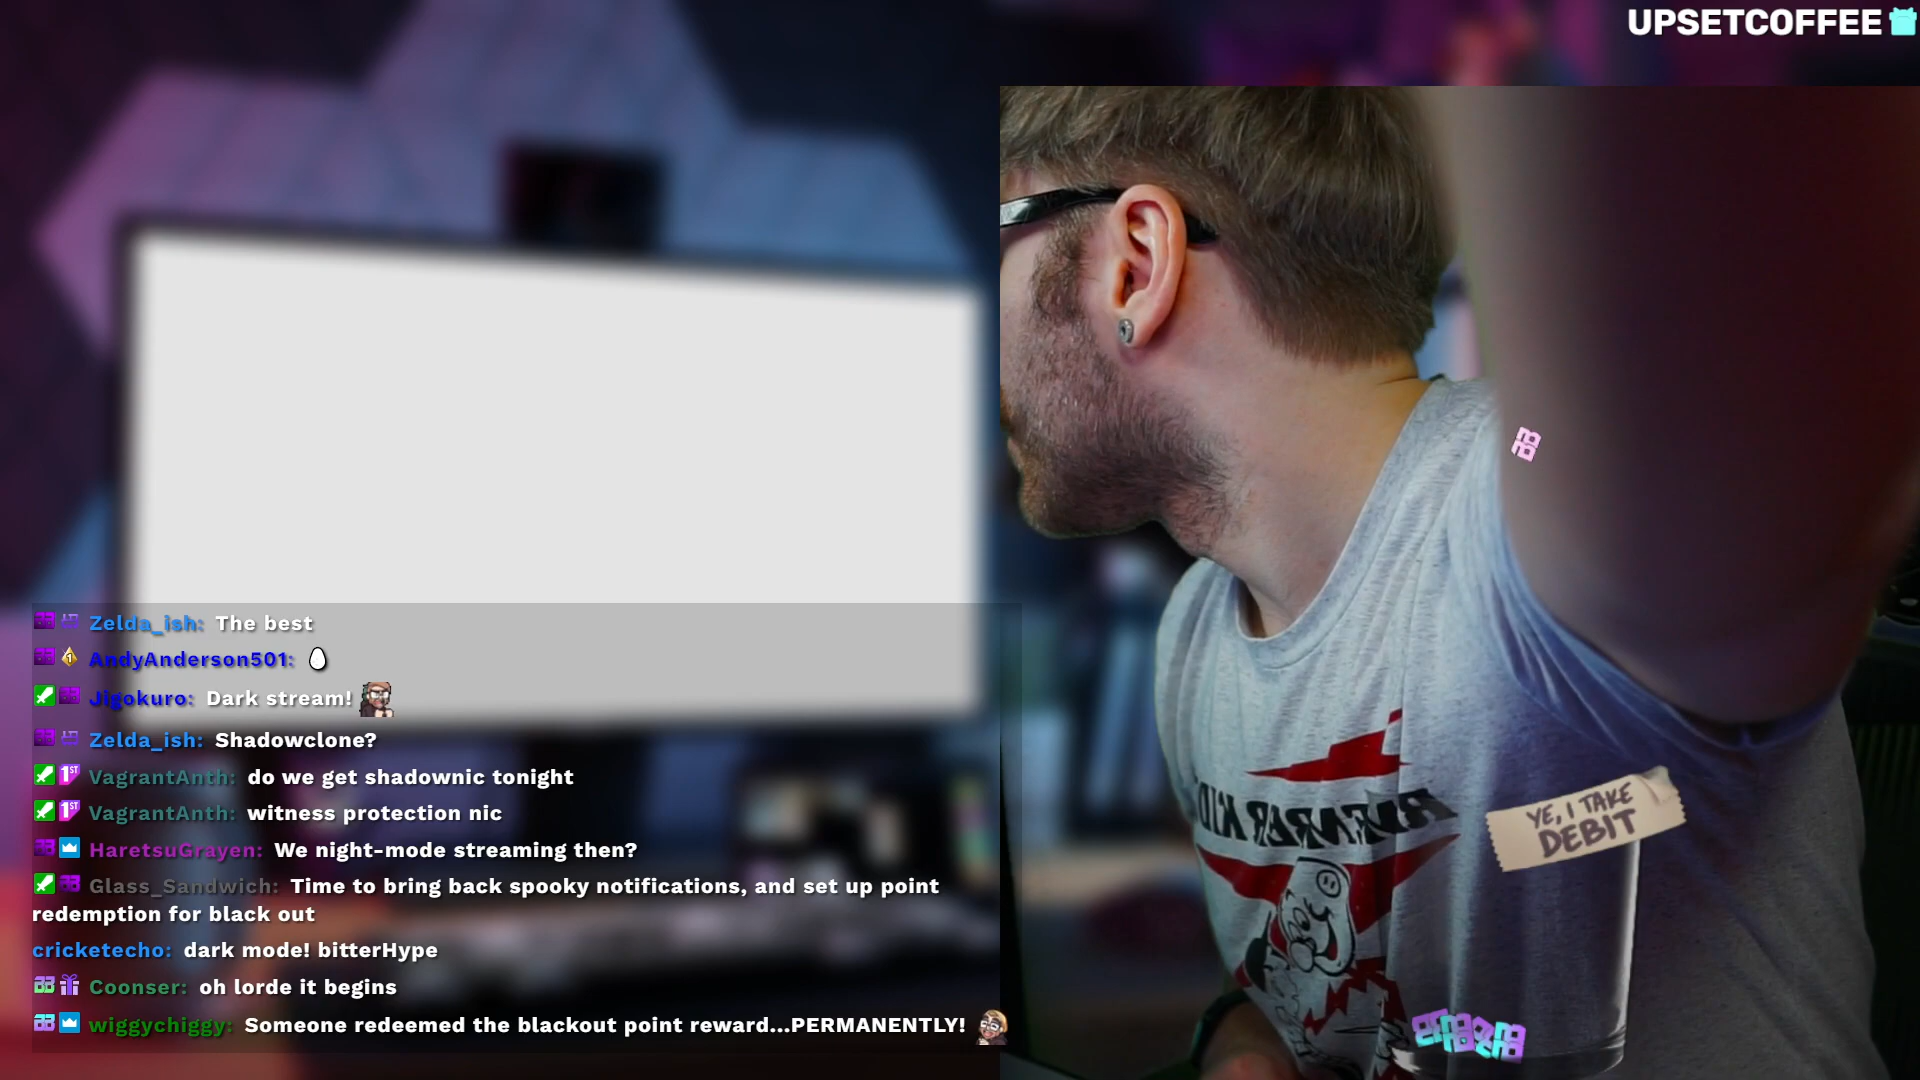 UPSETCOFFEE
Zelda_ish: The best
AndyAnderson501:
Jigokuro: Dark stream!
Zelda_ish: Shadowclone?
VagrantAnth: do we get shadownic tonight
VagrantAnth: witness protection nic
HaretsuGrayen: We night-mode streaming then?
Glass_Sandwich: Time to bring back spooky notifications, and set up point
redemption for black out
cricketecho: dark mode! bitterHype
Coonser: oh lorde it begins
wiggychiggy: Someone redeemed the blackout point reward...PERMANENTLY!
YE, I TAKE
DEBIT